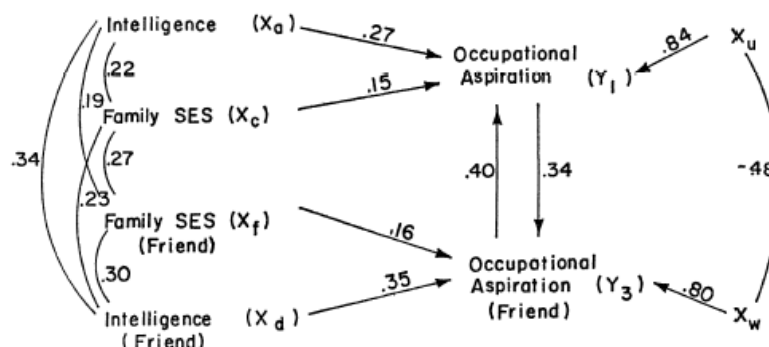 Intelligence (Xa)
.27
Occupational
Aspiration (Y1)
.84
Xu
.22
.19
.15
Family SES (Xc)
.34
.27
.40
.34
-.48
.23
Family SES (Xf)
(Friend)
.16
.30
.35
Occupational
Aspiration (Y3)
(Friend)
.80
Xw
Intelligence (Xd)
(Friend)